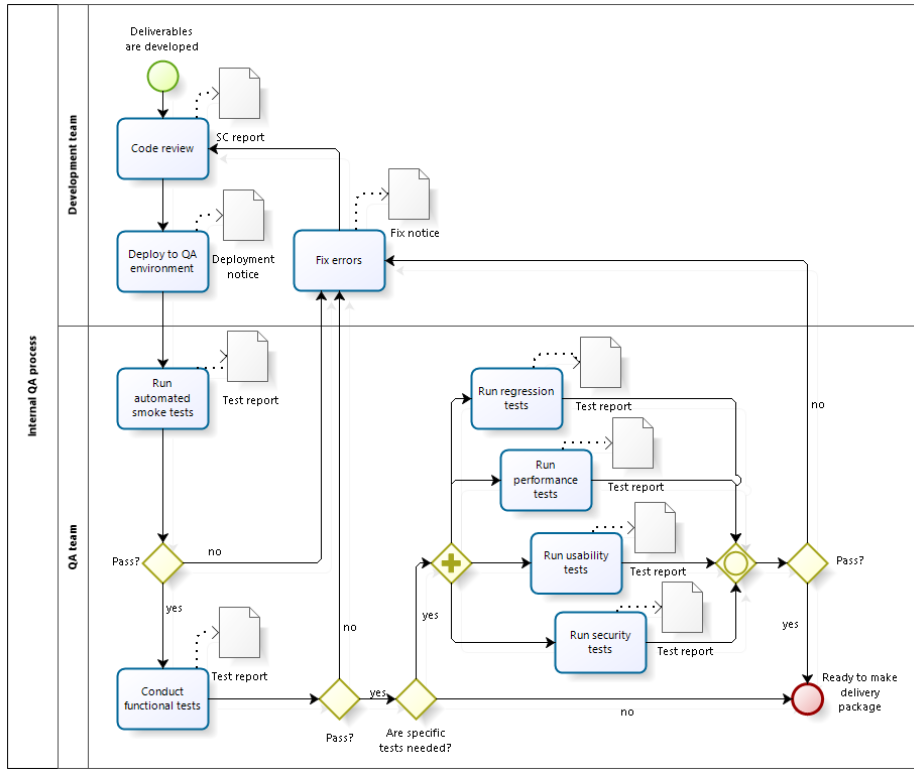 Internal QA process
Development team
Deliverables
are developed
SC report
Code review
Deploy to QA
environment
Deployment
notice
Fix errors
Fix notice
QA team
Run
automated
smoke tests
Test report
Pass?
no
yes
Conduct
functional tests
Test report
no
Pass?
yes
Are specific
tests needed?
yes
no
Run regression
tests
Test report
Run
performance
tests
Test report
Run usability
tests
Test report
Run security
tests
Test report
no
Pass?
yes
Ready to make
delivery
package